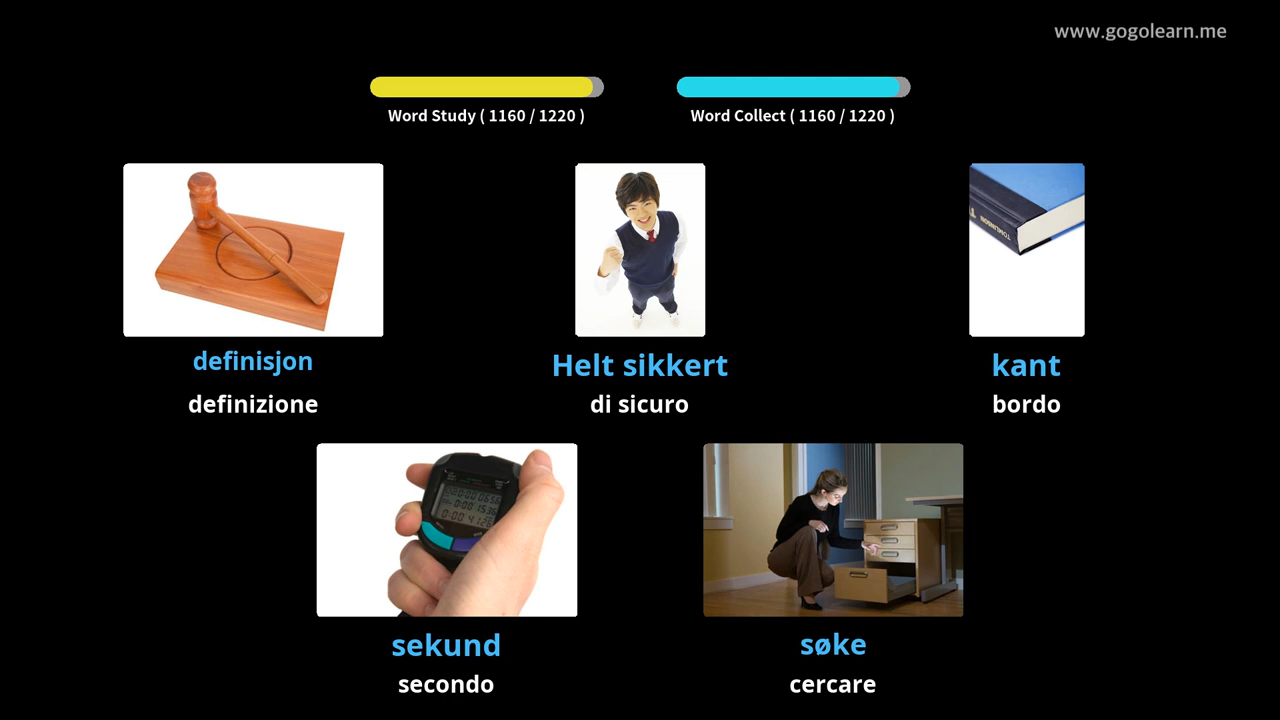 www.gogolearn.me
Word Study ( 1160 / 1220 )
Word Collect ( 1160 / 1220 )
TOMLINSON
definisjon
definizione
Helt sikkert
di sicuro
kant
bordo
sekund
secondo
søke
cercare